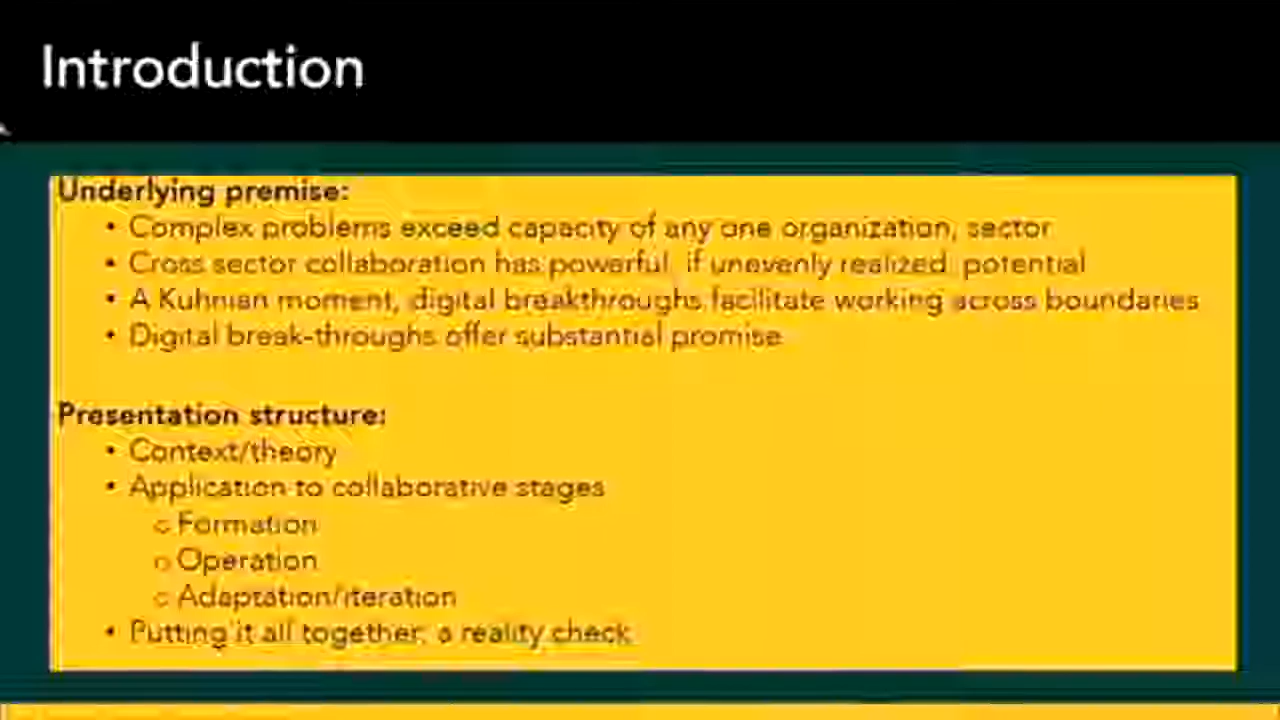 Introduction
Underlying premise:
• Complex problems exceed capacity of any one organization, sector
• Cross sector collaboration has powerful, if unevenly realized, potential
• A Kuhnian moment, digital breakthroughs facilitate working across boundaries
• Digital break-throughs offer substantial promise
Presentation structure:
• Context/theory
• Application to collaborative stages
o Formation
o Operation
o Adaptation/iteration
• Putting it all together: a reality check